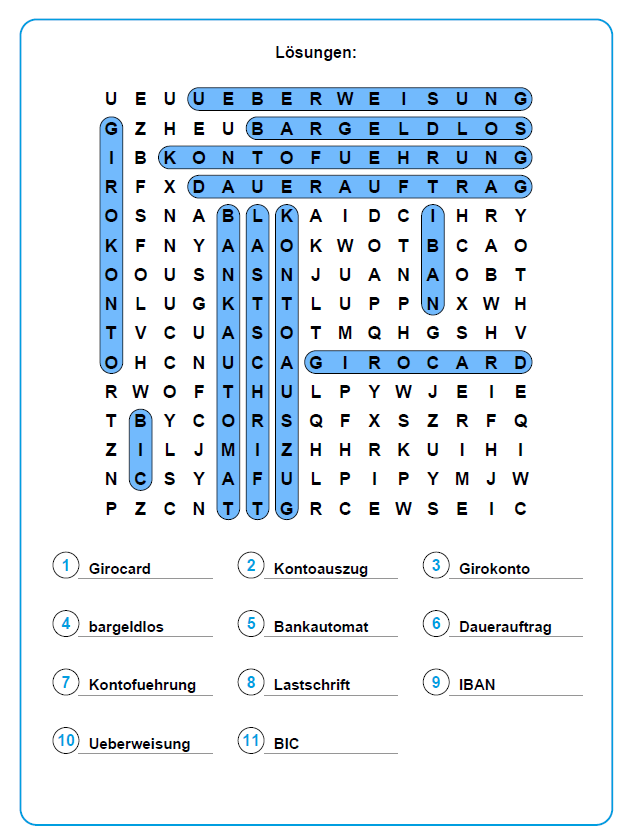 Lösungen:
U E U U E B E R W E I S U N G
G Z H E U B A R G E L D L O S
I B K O N T O F U E H R U N G
R F X D A U E R A U F T R A G
O S N A B L K A I D C I H R Y
K F N Y A A O K W O T B C A O
O O U S N S N J U A N A O B T
N L U G K T T L U P P N X W H
T V C U A S O T M Q H G S H V
O H C N U C A G I R O C A R D
R W O F T H U L P Y W J E I E
T B Y C O R S Q F X S Z R F Q
Z I L J M I Z H H R K U I H I
N C S Y A F U L P I P Y M J W
P Z C N T T G R C E W S E I C
1 Girocard 2 Kontoauszug 3 Girokonto
4 bargeldlos 5 Bankautomat 6 Dauerauftrag
7 Kontofuehrung 8 Lastschrift 9 IBAN
10 Ueberweisung 11 BIC